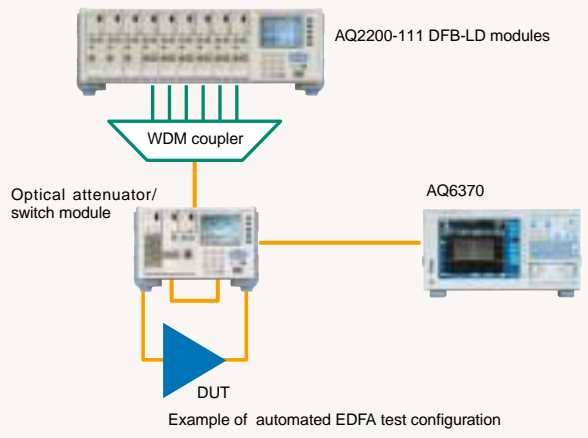 AQ2200-111 DFB-LD modules
WDM coupler
Optical attenuator/
switch module
AQ6370
DUT
Example of automated EDFA test configuration